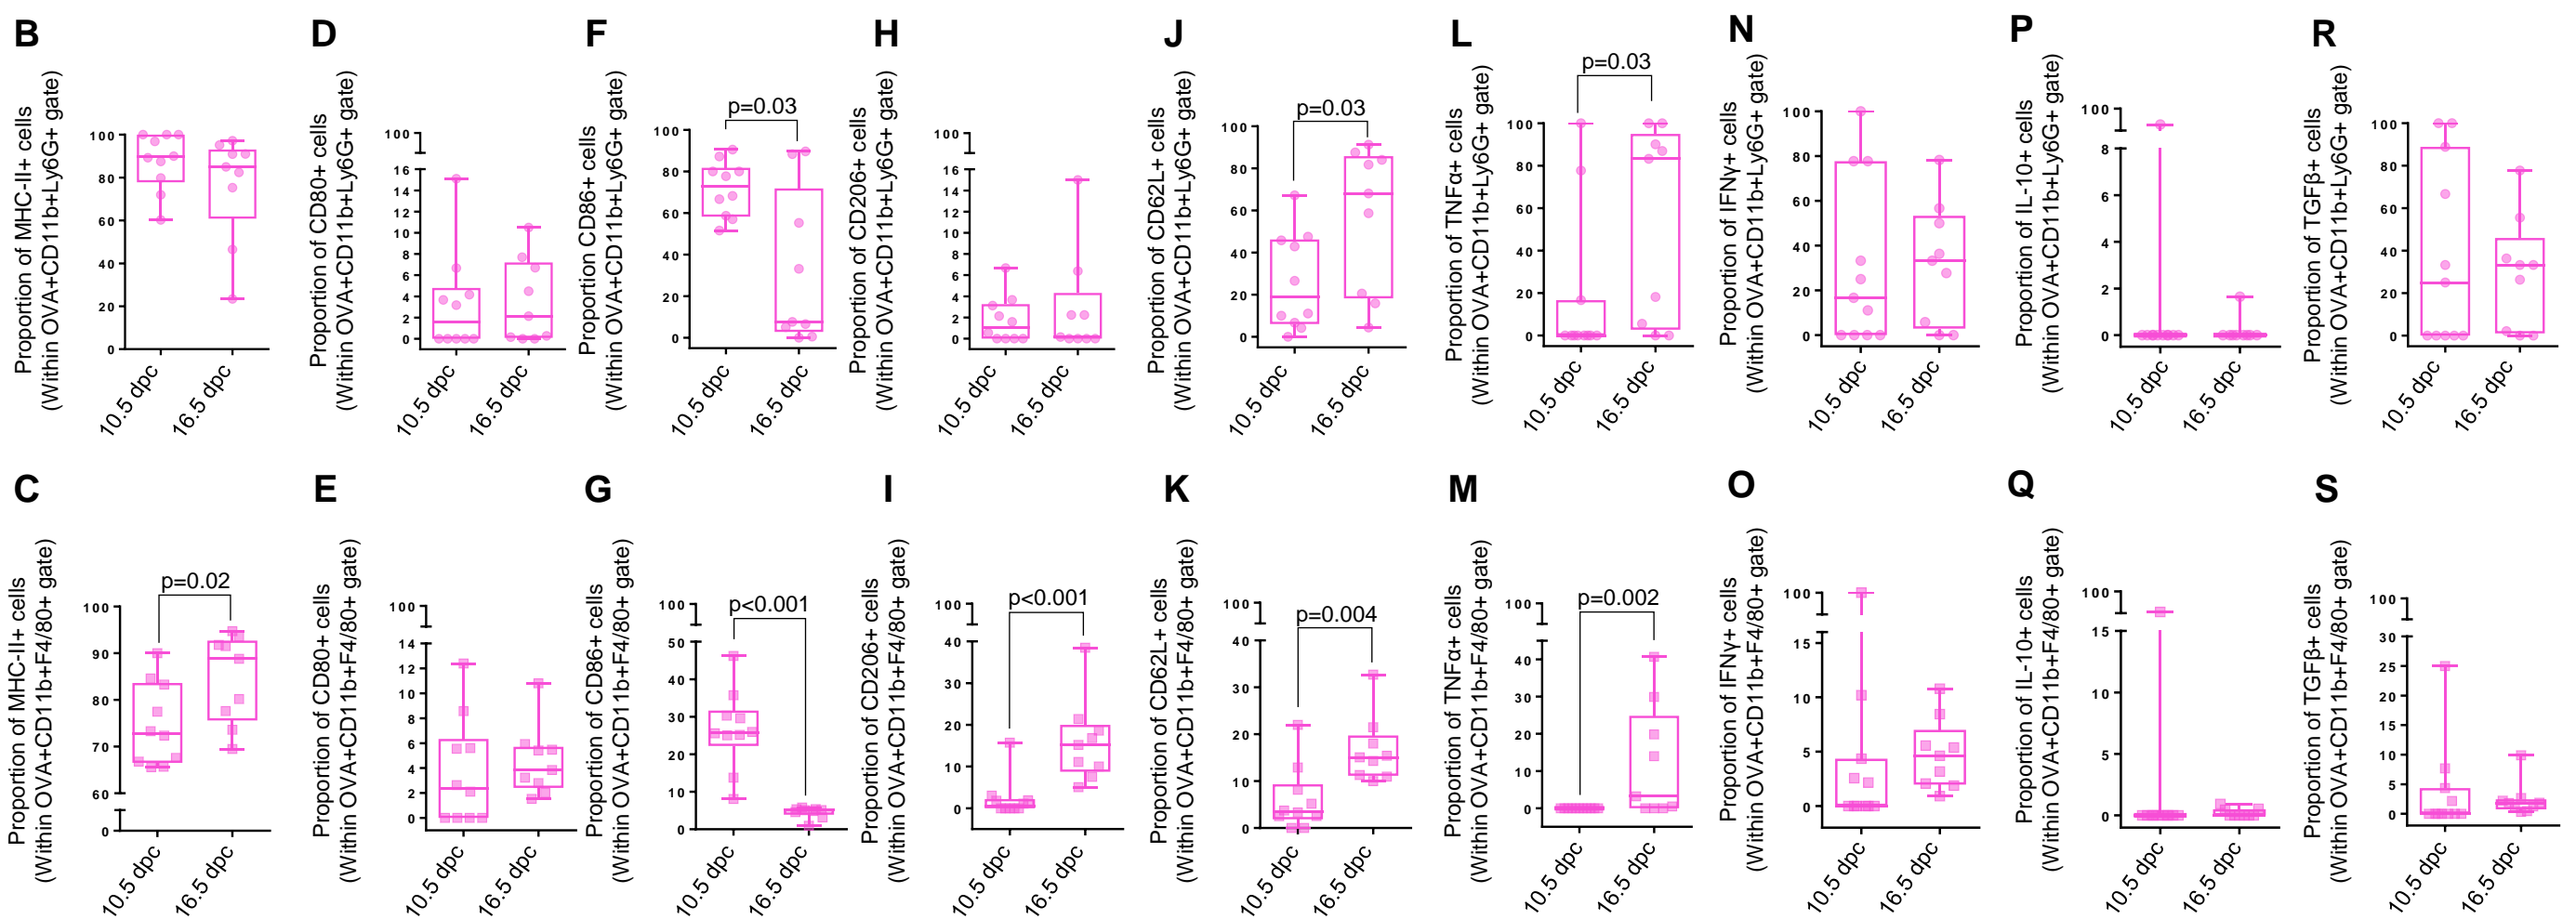 B
Proportion of MHC-II+ cells
(Within OVA+CD11b+Ly6G+ gate)
100
80
60
40
20
0
10.5 dpc
16.5 dpc
D
Proportion of CD80+ cells
(Within OVA+CD11b+Ly6G+ gate)
100
16
14
12
10
8
6
4
2
0
10.5 dpc
16.5 dpc
F
Proportion CD86+ cells
(Within OVA+CD11b+Ly6G+ gate)
p=0.03
100
80
60
40
20
0
10.5 dpc
16.5 dpc
H
Proportion of CD206+ cells
(Within OVA+CD11b+Ly6G+ gate)
100
16
14
12
10
8
6
4
2
0
10.5 dpc
16.5 dpc
J
Proportion of CD62L+ cells
(Within OVA+CD11b+Ly6G+ gate)
p=0.03
100
80
60
40
20
0
10.5 dpc
16.5 dpc
L
Proportion of TNFα+ cells
(Within OVA+CD11b+Ly6G+ gate)
p=0.03
100
80
60
40
20
0
10.5 dpc
16.5 dpc
N
Proportion of IFNγ+ cells
(Within OVA+CD11b+Ly6G+ gate)
100
80
60
40
20
0
10.5 dpc
16.5 dpc
P
Proportion of IL-10+ cells
(Within OVA+CD11b+Ly6G+ gate)
100
8
6
4
2
0
10.5 dpc
16.5 dpc
R
Proportion of TGFβ+ cells
(Within OVA+CD11b+Ly6G+ gate)
100
80
60
40
20
0
10.5 dpc
16.5 dpc
C
Proportion of MHC-II+ cells
(Within OVA+CD11b+F4/80+ gate)
p=0.02
100
90
80
70
60
0
10.5 dpc
16.5 dpc
E
Proportion of CD80+ cells
(Within OVA+CD11b+F4/80+ gate)
100
14
12
10
8
6
4
2
0
10.5 dpc
16.5 dpc
G
Proportion of CD86+ cells
(Within OVA+CD11b+F4/80+ gate)
p<0.001
100
50
40
30
20
10
0
10.5 dpc
16.5 dpc
I
Proportion of CD206+ cells
(Within OVA+CD11b+F4/80+ gate)
p<0.001
100
40
30
20
10
0
10.5 dpc
16.5 dpc
K
Proportion of CD62L+ cells
(Within OVA+CD11b+F4/80+ gate)
p=0.004
100
40
30
20
10
0
10.5 dpc
16.5 dpc
M
Proportion of TNFα+ cells
(Within OVA+CD11b+F4/80+ gate)
p=0.002
100
40
30
20
10
0
10.5 dpc
16.5 dpc
O
Proportion of IFNγ+ cells
(Within OVA+CD11b+F4/80+ gate)
100
15
10
5
0
10.5 dpc
16.5 dpc
Q
Proportion of IL-10+ cells
(Within OVA+CD11b+F4/80+ gate)
100
15
10
5
0
10.5 dpc
16.5 dpc
S
Proportion of TGFβ+ cells
(Within OVA+CD11b+F4/80+ gate)
100
30
25
20
15
10
5
0
10.5 dpc
16.5 dpc